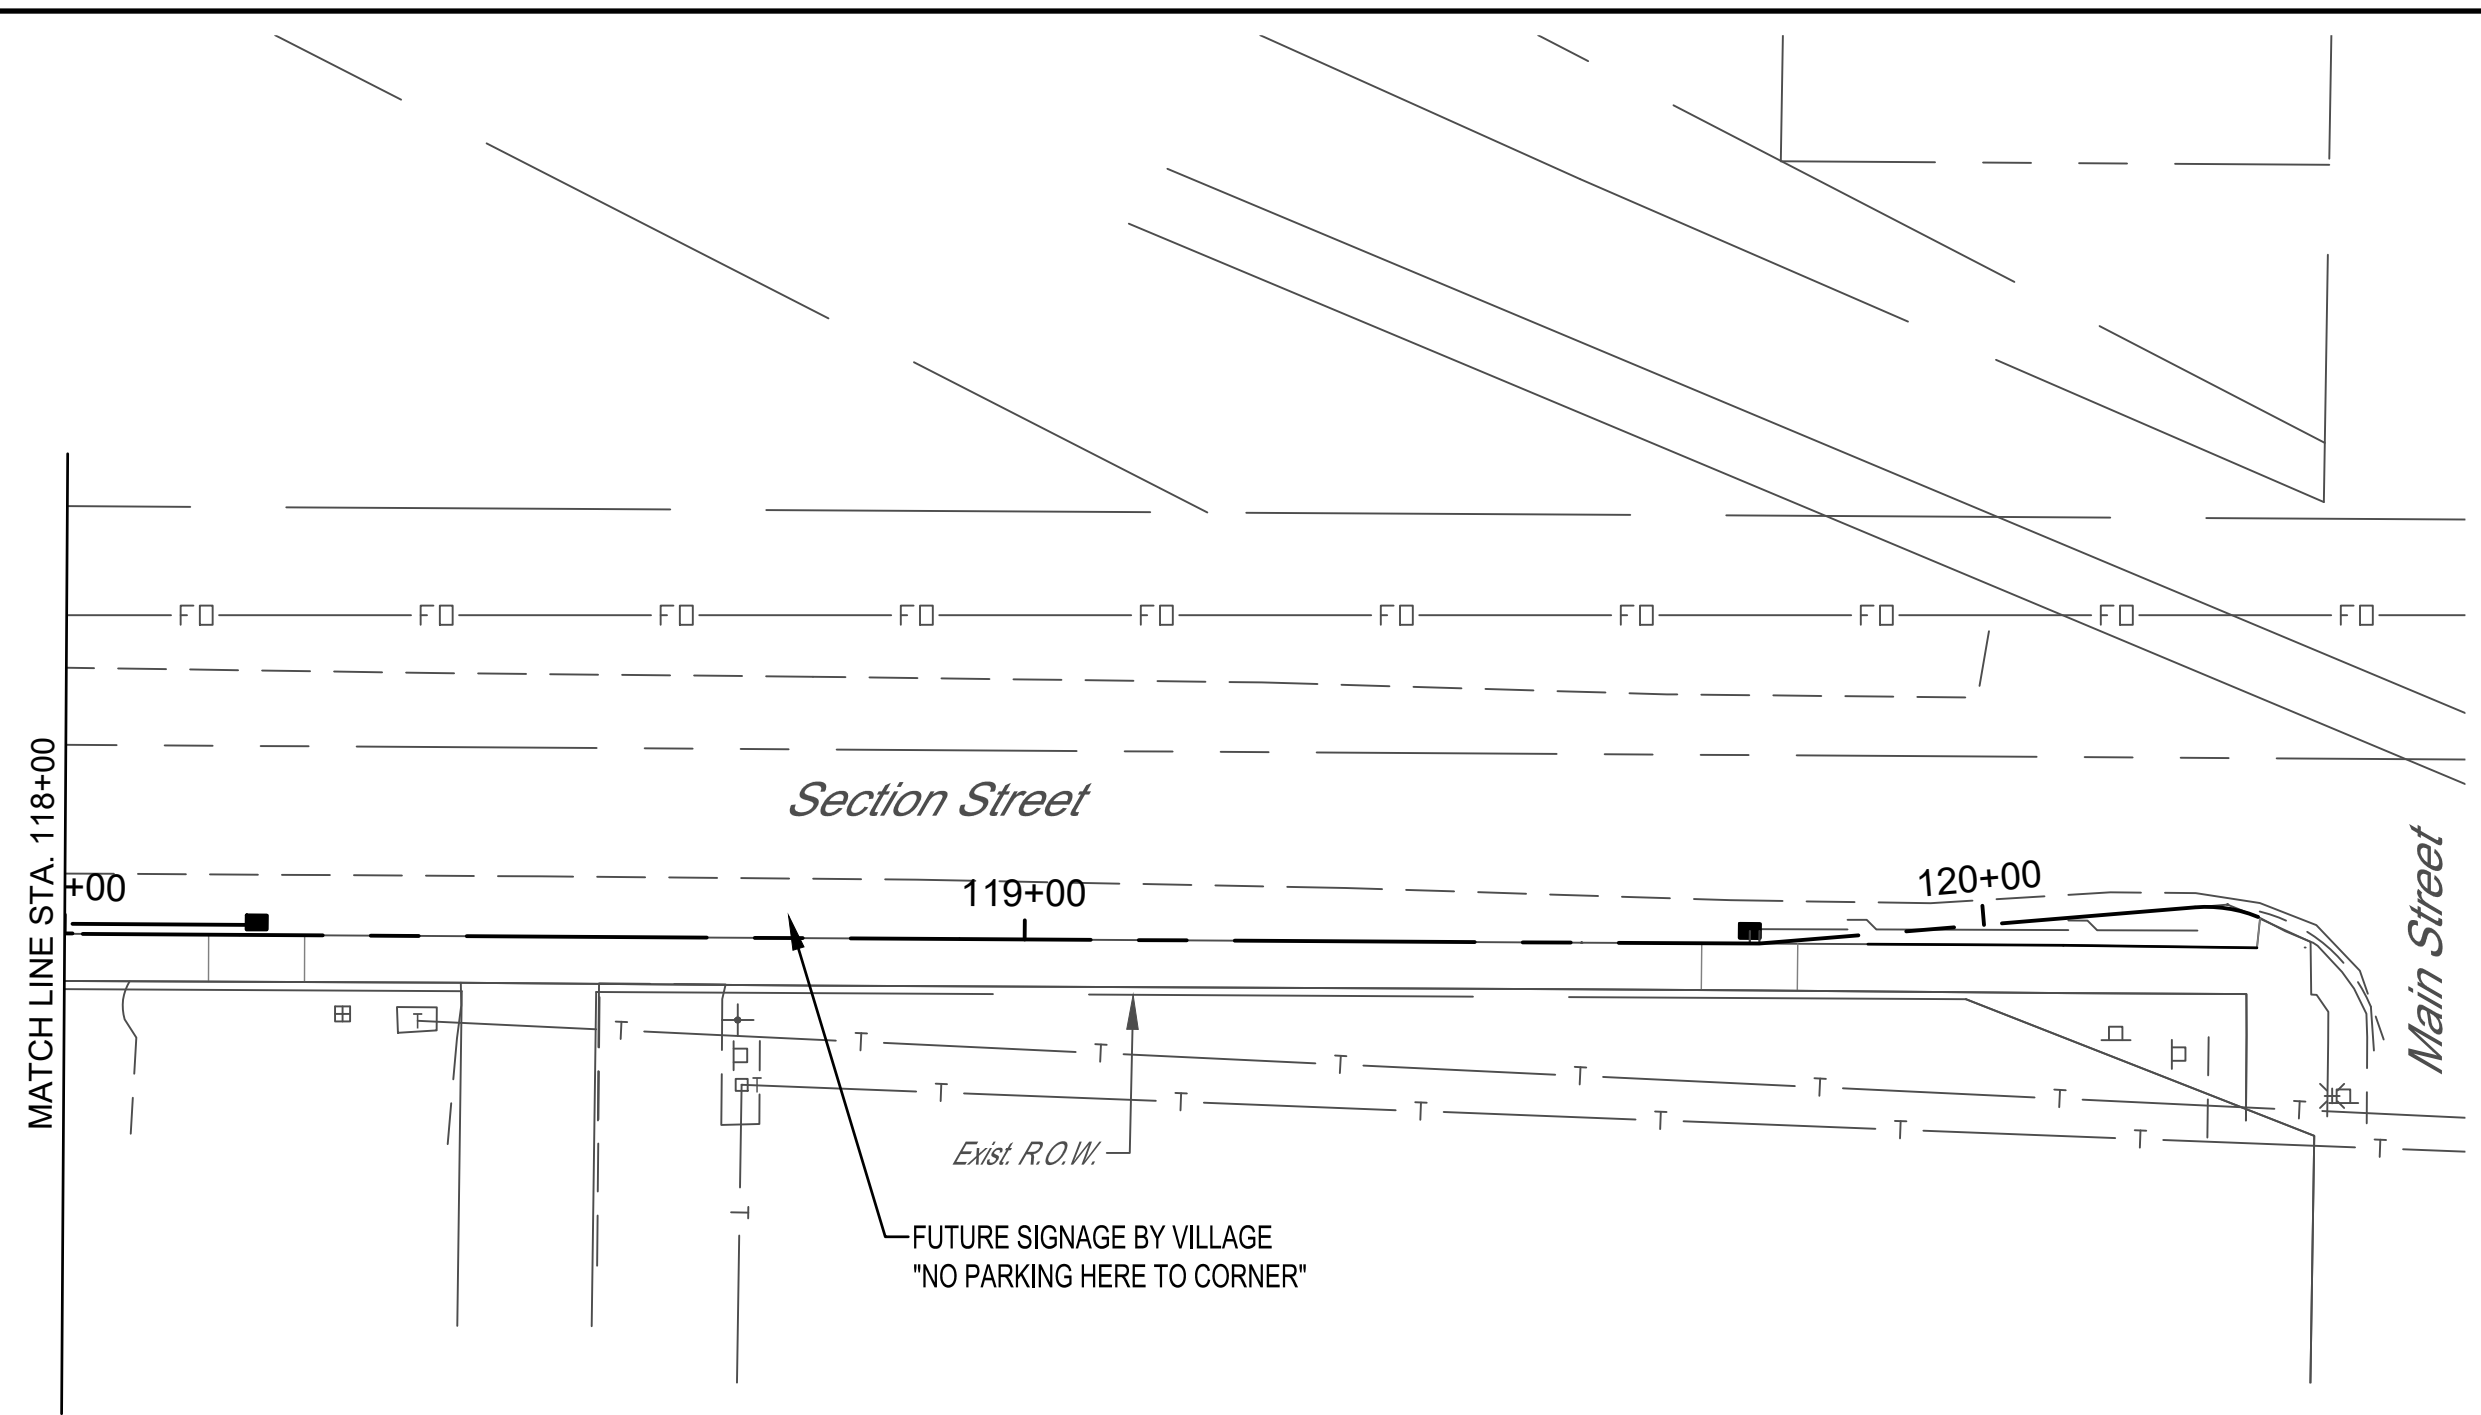 FO FO FO FO FO FO FO FO FO FO
MATCH LINE STA. 118+00
Section Street
+00
119+00
120+00
Main Street
T
T T T T T T T T
T T T T T T T T
T
Exist. R.O.W.
FUTURE SIGNAGE BY VILLAGE
"NO PARKING HERE TO CORNER"